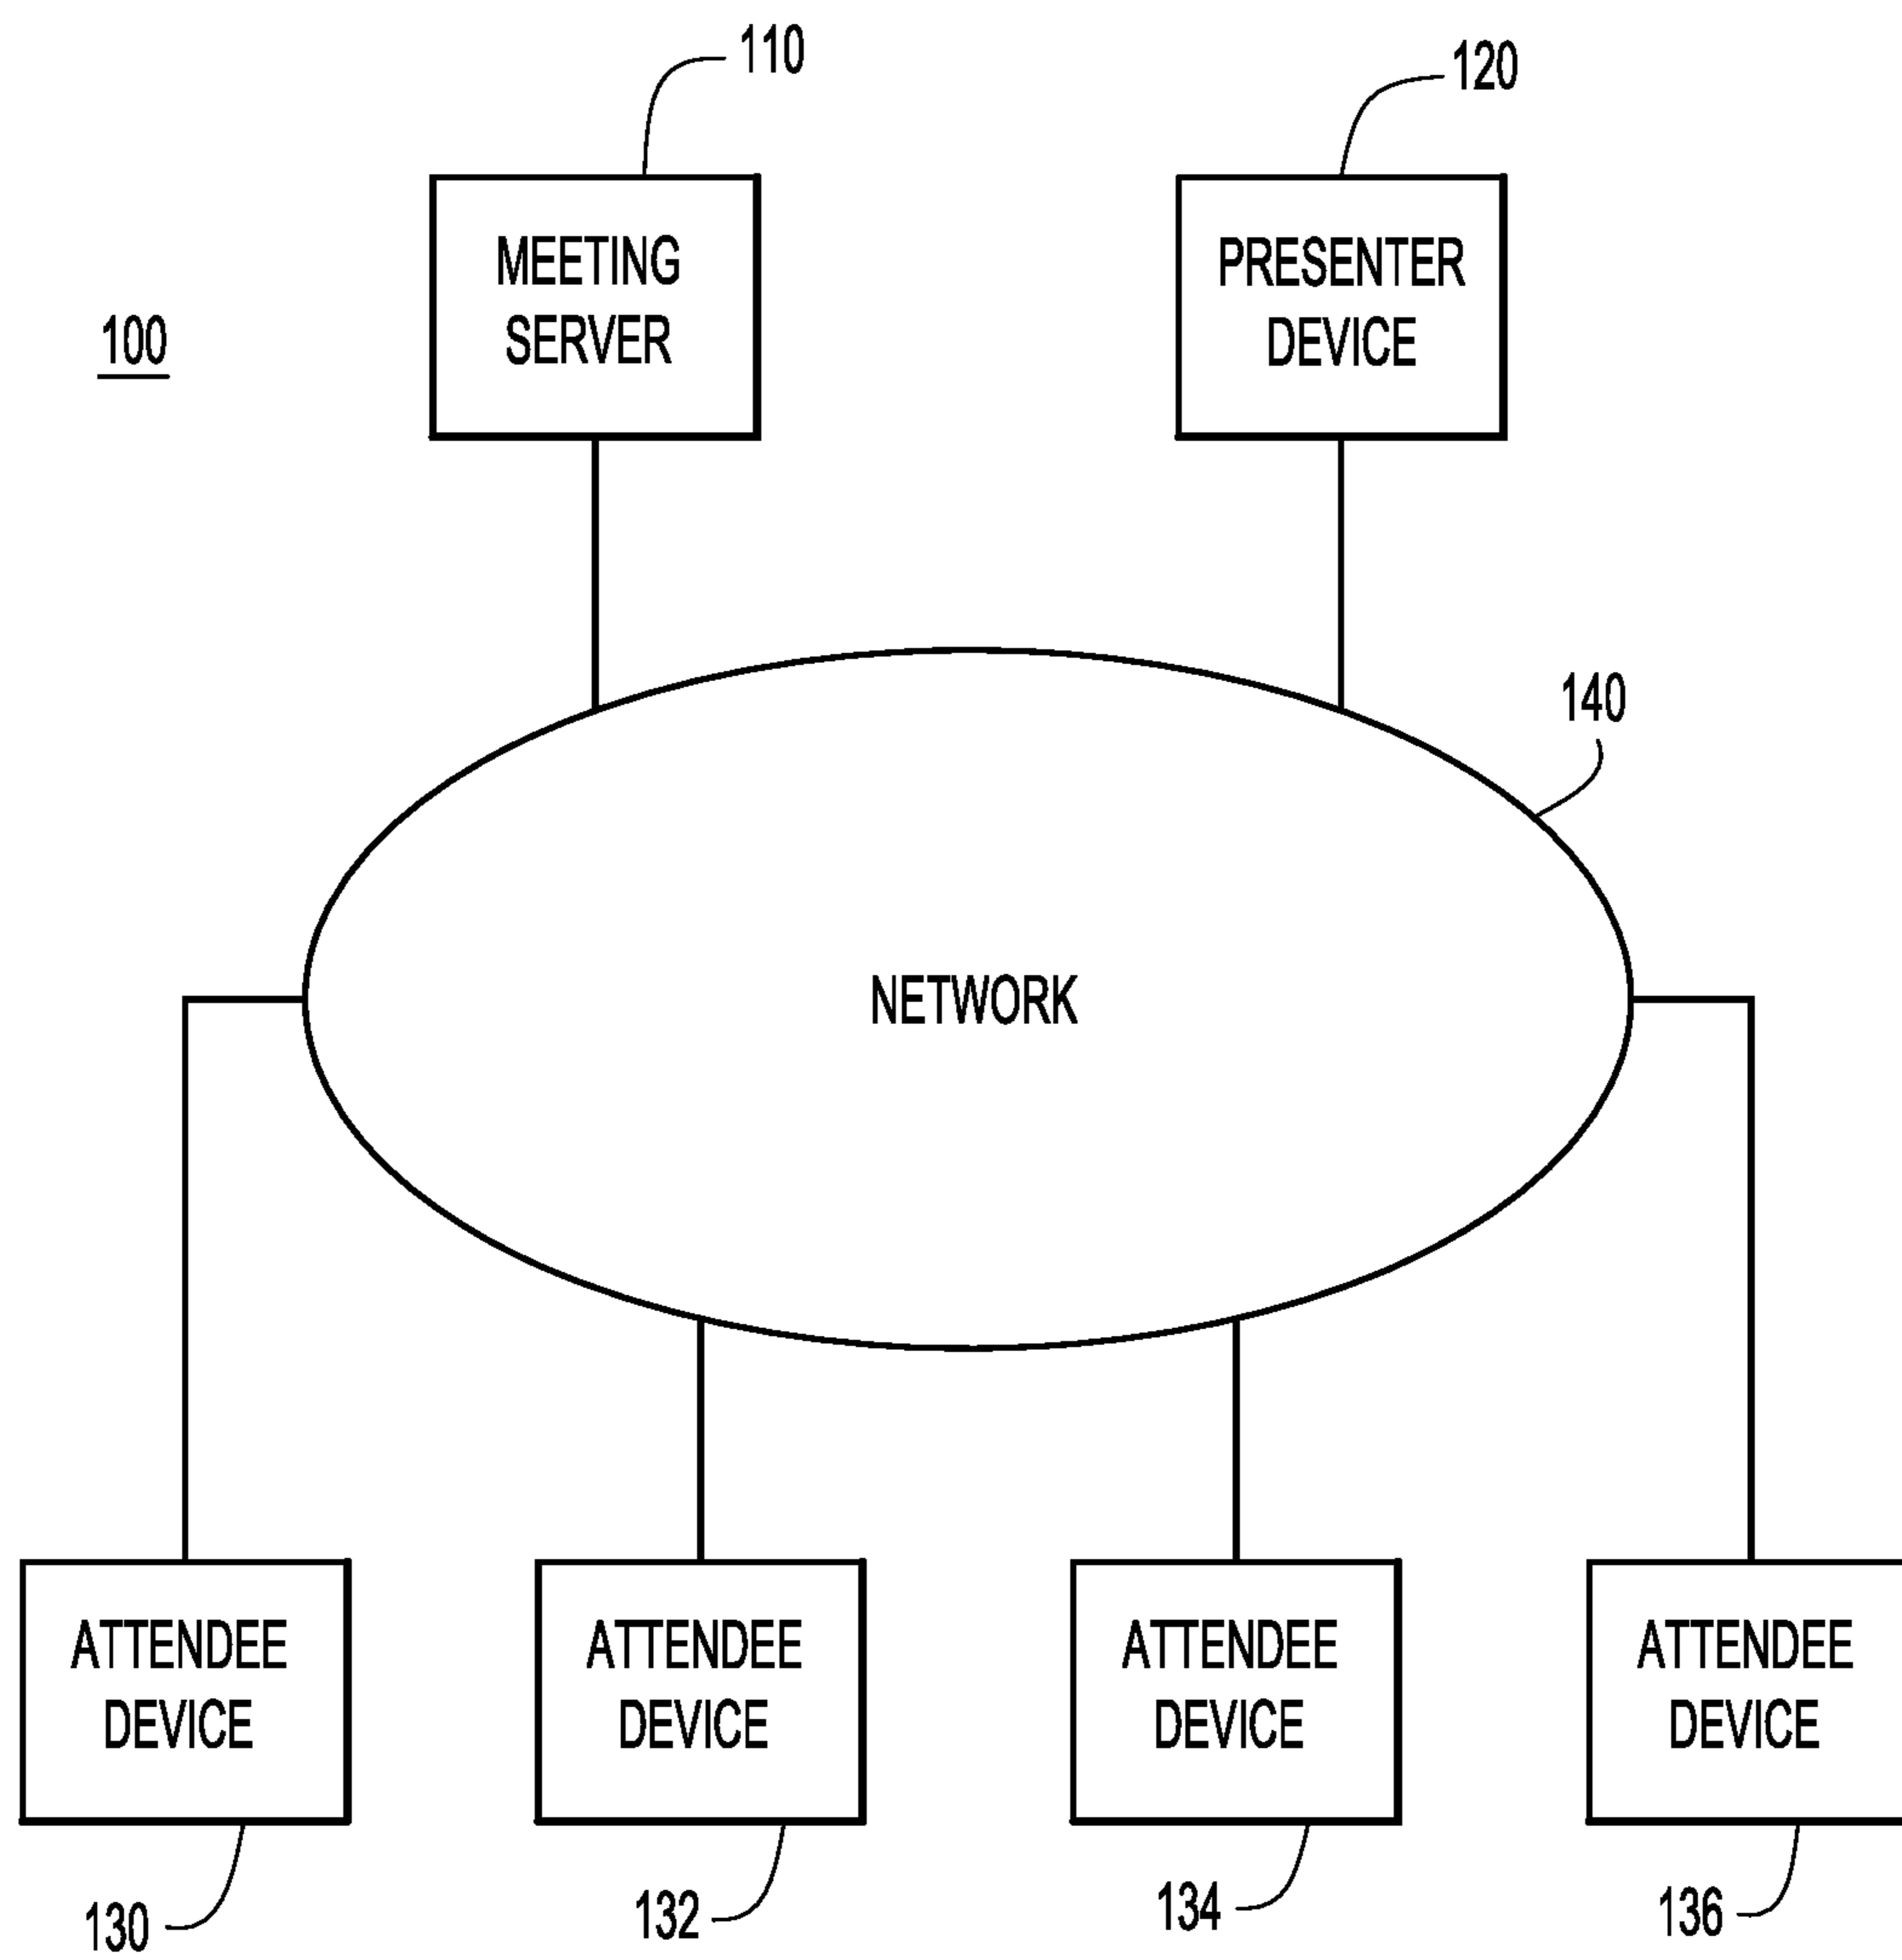 110
120
MEETING
SERVER
PRESENTER
DEVICE
100
140
NETWORK
ATTENDEE
DEVICE
ATTENDEE
DEVICE
ATTENDEE
DEVICE
ATTENDEE
DEVICE
130
132
134
136